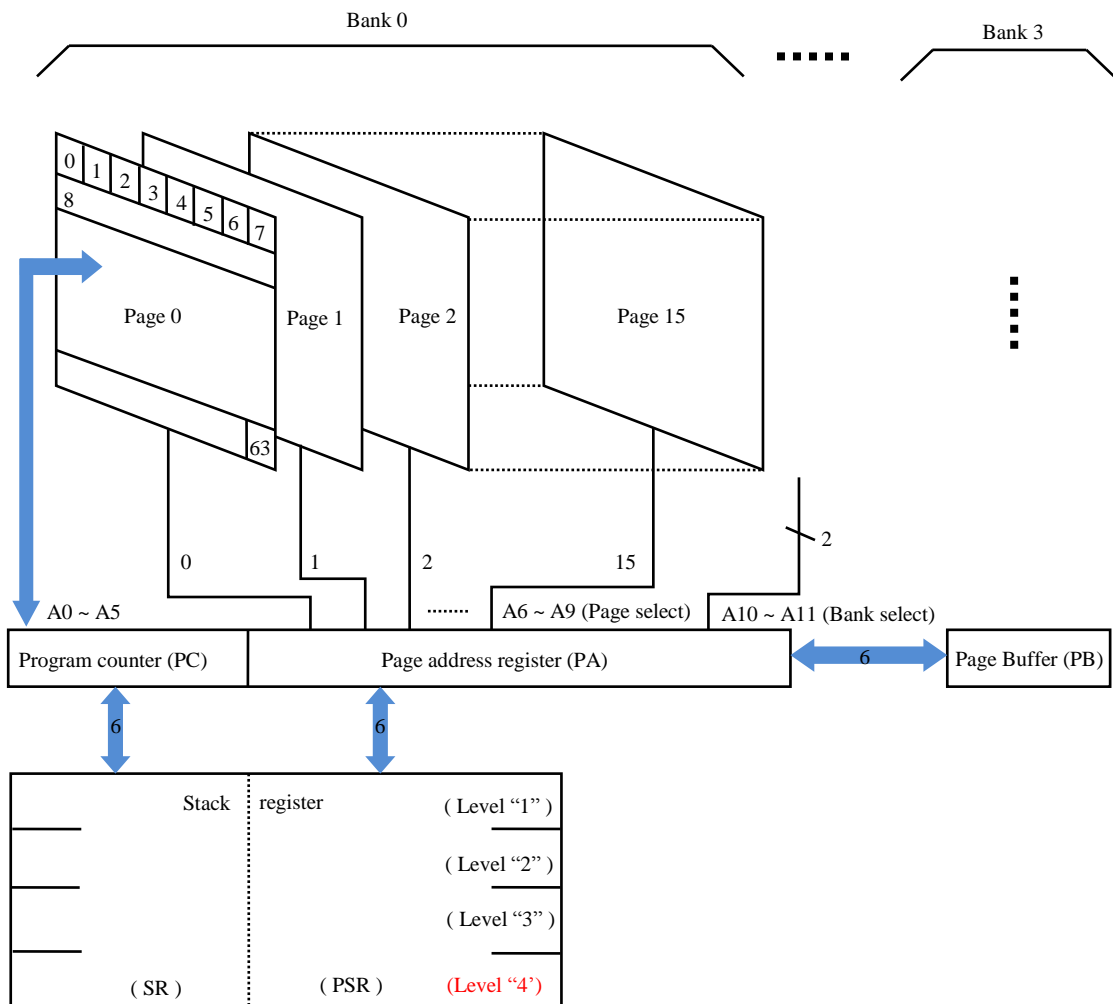 Bank 0
Bank 3
0 1 2 3 4 5 6 7
8
Page 0
Page 1
Page 2
Page 15
63
0
1
2
15
2
A0 ~ A5
A6 ~ A9 (Page select)
A10 ~ A11 (Bank select)
Program counter (PC)
Page address register (PA)
6
Page Buffer (PB)
6
6
Stack register
( Level “1” )
( Level “2” )
( Level “3” )
( SR )
( PSR )
(Level “4’)